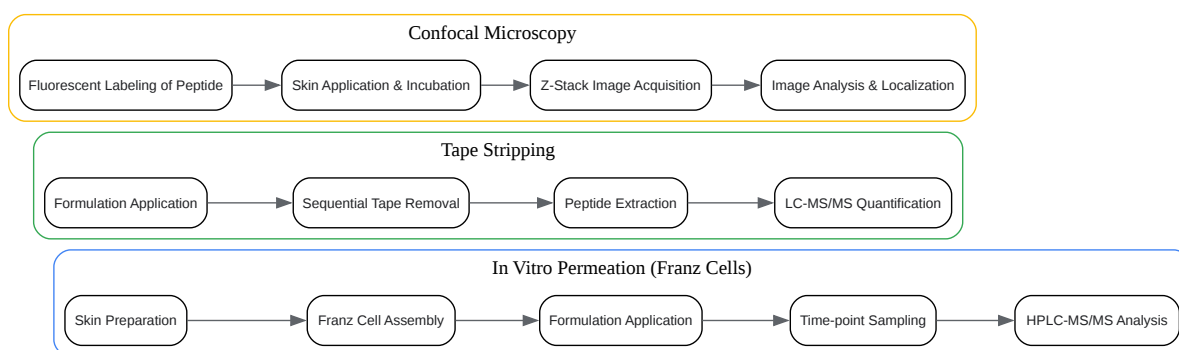 Confocal Microscopy
Fluorescent Labeling of Peptide
Skin Application & Incubation
Z-Stack Image Acquisition
Image Analysis & Localization
Tape Stripping
Formulation Application
Sequential Tape Removal
Peptide Extraction
LC-MS/MS Quantification
In Vitro Permeation (Franz Cells)
Skin Preparation
Franz Cell Assembly
Formulation Application
Time-point Sampling
HPLC-MS/MS Analysis